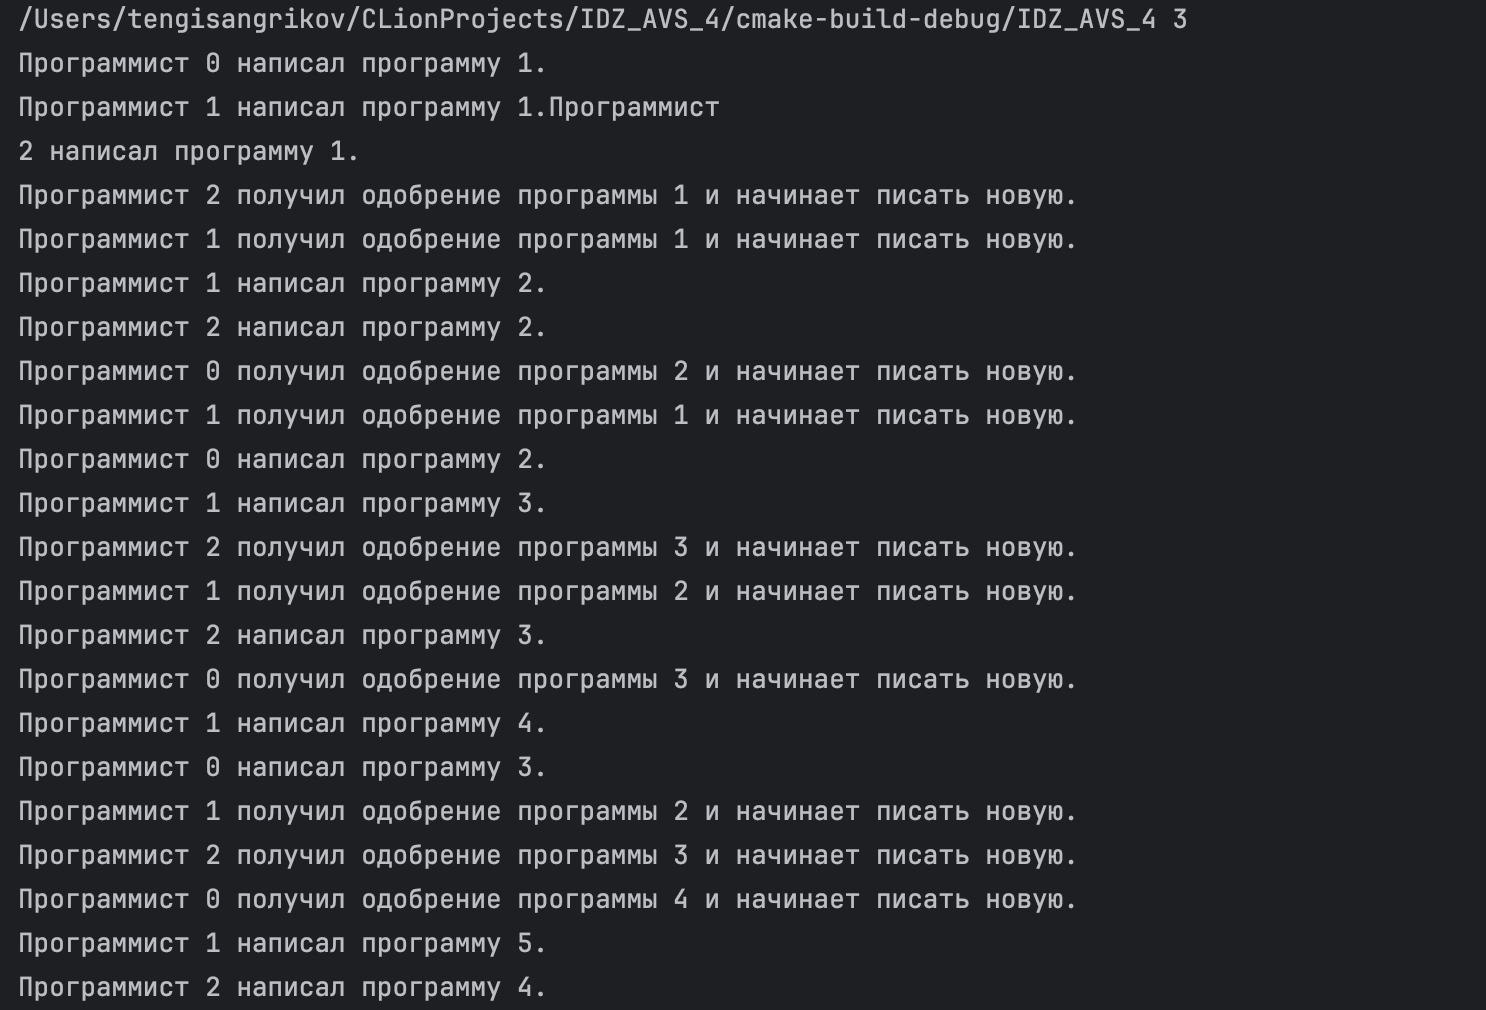 /Users/tengisangrikov/CLionProjects/IDZ_AVS_4/cmake-build-debug/IDZ_AVS_4 3
Программист 0 написал программу 1.
Программист 1 написал программу 1.Программист
2 написал программу 1.
Программист 2 получил одобрение программы 1 и начинает писать новую.
Программист 1 получил одобрение программы 1 и начинает писать новую.
Программист 1 написал программу 2.
Программист 2 написал программу 2.
Программист 0 получил одобрение программы 2 и начинает писать новую.
Программист 1 получил одобрение программы 1 и начинает писать новую.
Программист 0 написал программу 2.
Программист 1 написал программу 3.
Программист 2 получил одобрение программы 3 и начинает писать новую.
Программист 1 получил одобрение программы 2 и начинает писать новую.
Программист 2 написал программу 3.
Программист 0 получил одобрение программы 3 и начинает писать новую.
Программист 1 написал программу 4.
Программист 0 написал программу 3.
Программист 1 получил одобрение программы 2 и начинает писать новую.
Программист 2 получил одобрение программы 3 и начинает писать новую.
Программист 0 получил одобрение программы 4 и начинает писать новую.
Программист 1 написал программу 5.
Программист 2 написал программу 4.